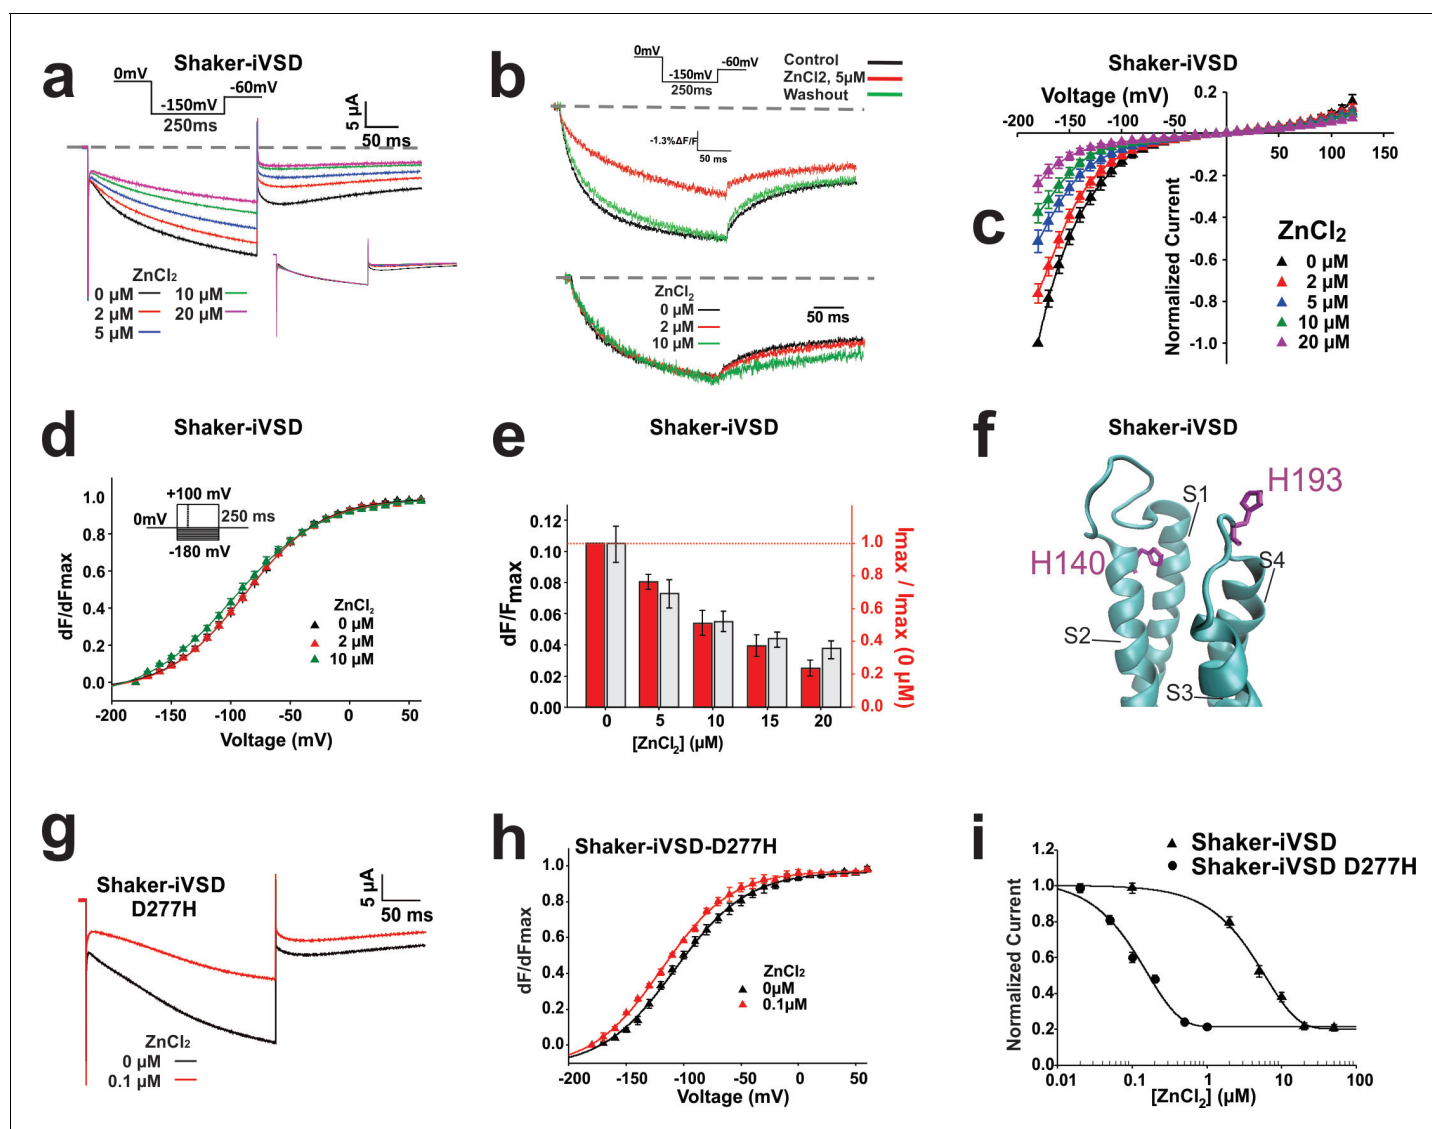 a
Shaker-iVSD
0mV
-60mV
-150mV
250ms
5 µA
50 ms
ZnCl2
0 µM
10 µM
2 µM
20 µM
5 µM
b
0mV
-60mV
-150mV
250ms
Control
ZnCl2, 5µM
Washout
-1.3%ΔF/F
50 ms
ZnCl2
0 µM
2 µM
10 µM
50 ms
c
Shaker-iVSD
Voltage (mV)
-200 -150 -100 -50 50 100 150
0.2
-0.2
-0.4
-0.6
-0.8
-1.0
Normalized Current
ZnCl2
0 µM
2 µM
5 µM
10 µM
20 µM
d
Shaker-iVSD
+100 mV
0mV
250 ms
-180 mV
1.0
0.8
0.6
0.4
0.2
0.0
dF/dFmax
ZnCl2
0 µM
2 µM
10 µM
-200 -150 -100 -50 0 50
Voltage (mV)
e
Shaker-iVSD
0.12
0.10
0.08
0.06
0.04
0.02
0.00
dF/Fmax
1.0
0.8
0.6
0.4
0.2
0.0
Imax / Imax (0 µM)
0 5 10 15 20
[ZnCl2] (µM)
f
Shaker-iVSD
H193
S1
H140
S4
S2
S3
g
Shaker-iVSD
D277H
5 µA
50 ms
ZnCl2
0 µM
0.1 µM
h
Shaker-iVSD-D277H
1.0
0.8
0.6
0.4
0.2
0.0
dF/dFmax
ZnCl2
0µM
0.1µM
-200 -150 -100 -50 0 50
Voltage (mV)
i
Shaker-iVSD
Shaker-iVSD D277H
1.2
1.0
0.8
0.6
0.4
0.2
0.0
Normalized Current
0.01 0.1 1 10 100
[ZnCl2] (µM)